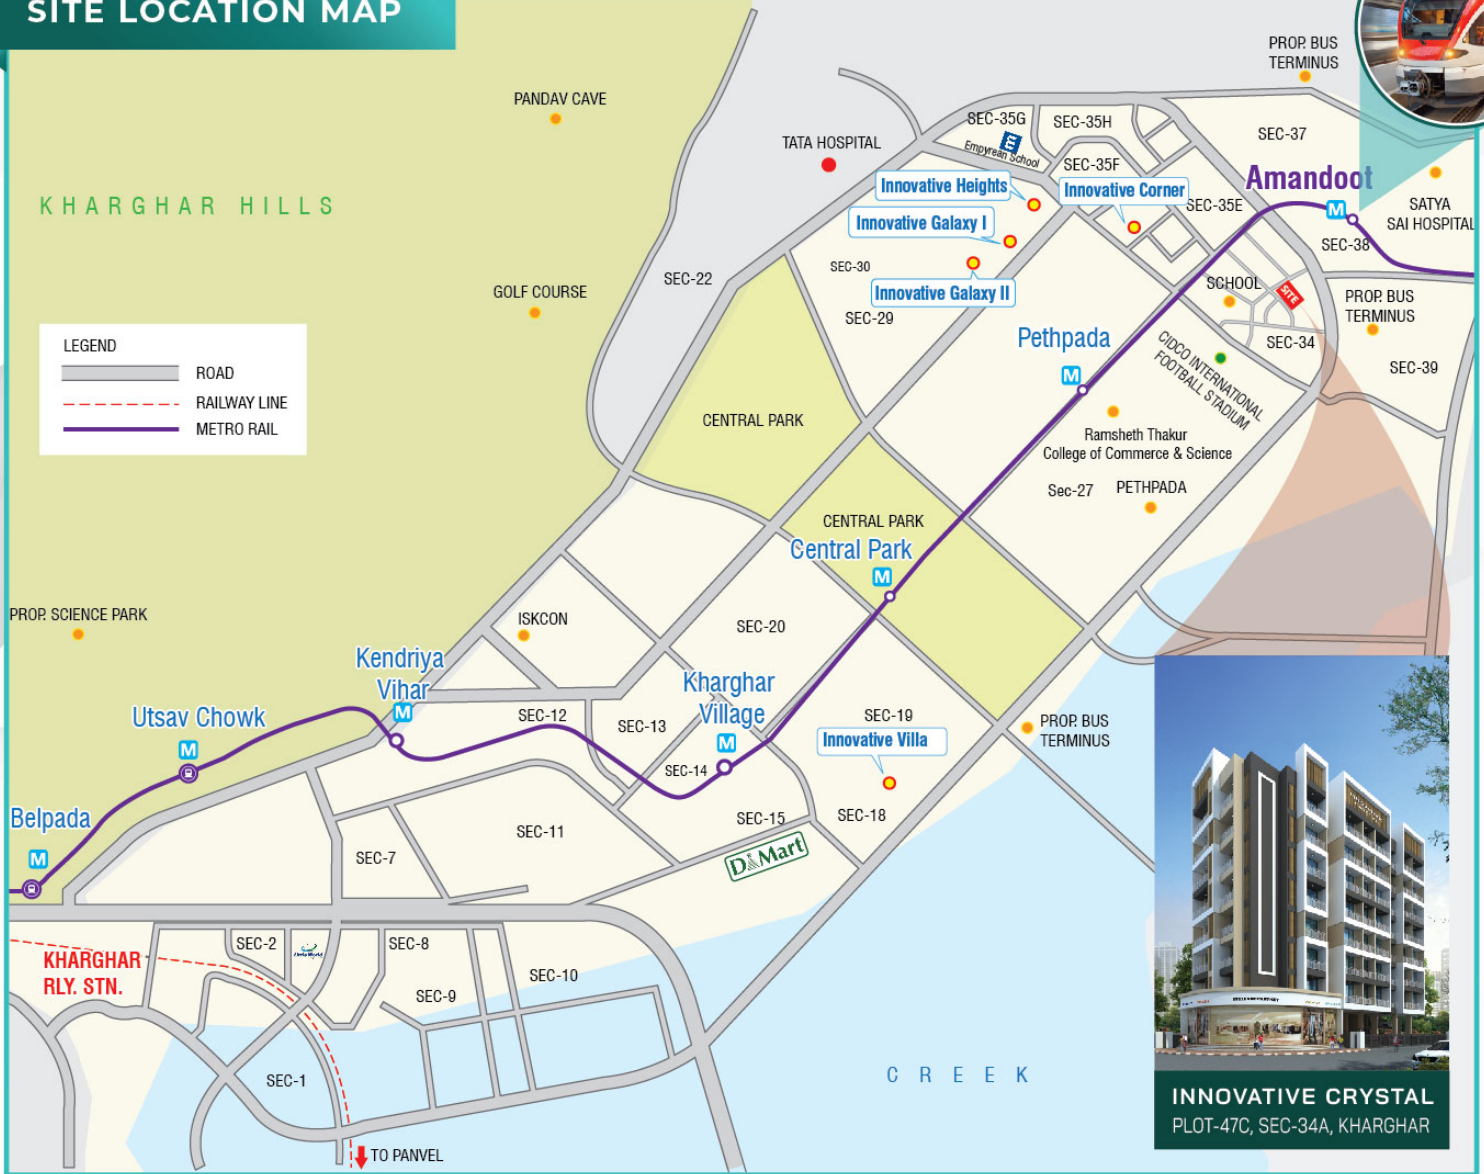 SITE LOCATION MAP
PROP. BUS
TERMINUS
PANDAV CAVE
TATA HOSPITAL
SEC-35G
SEC-35H
SEC-37
E
Empyrean School
SEC-35F
Amandoot
M
KHARGHAR HILLS
Innovative Heights
Innovative Corner
SEC-35E
SATYA
SAI HOSPITAL
Innovative Galaxy I
SEC-38
SEC-30
SEC-22
Innovative Galaxy II
SCHOOL
SITE
GOLF COURSE
PROP. BUS
TERMINUS
SEC-29
Pethpada
M
CIDCO INTERNATIONAL
FOOTBALL STADIUM
SEC-34
SEC-39
LEGEND
ROAD
RAILWAY LINE
METRO RAIL
CENTRAL PARK
Ramsheth Thakur
College of Commerce & Science
Sec-27
PETHPADA
CENTRAL PARK
Central Park
M
PROP. SCIENCE PARK
ISKCON
SEC-20
Kendriya
Vihar
M
Kharghar
Village
M
Utsav Chowk
M
SEC-12
SEC-13
SEC-19
PROP. BUS
TERMINUS
Innovative Villa
SEC-14
Belpada
M
SEC-11
SEC-15
SEC-18
SEC-7
DMart
SEC-2
SEC-8
KHARGHAR
RLY. STN.
SEC-10
SEC-9
SEC-1
CREEK
TO PANVEL
INNOVATIVE CRYSTAL
PLOT-47C, SEC-34A, KHARGHAR